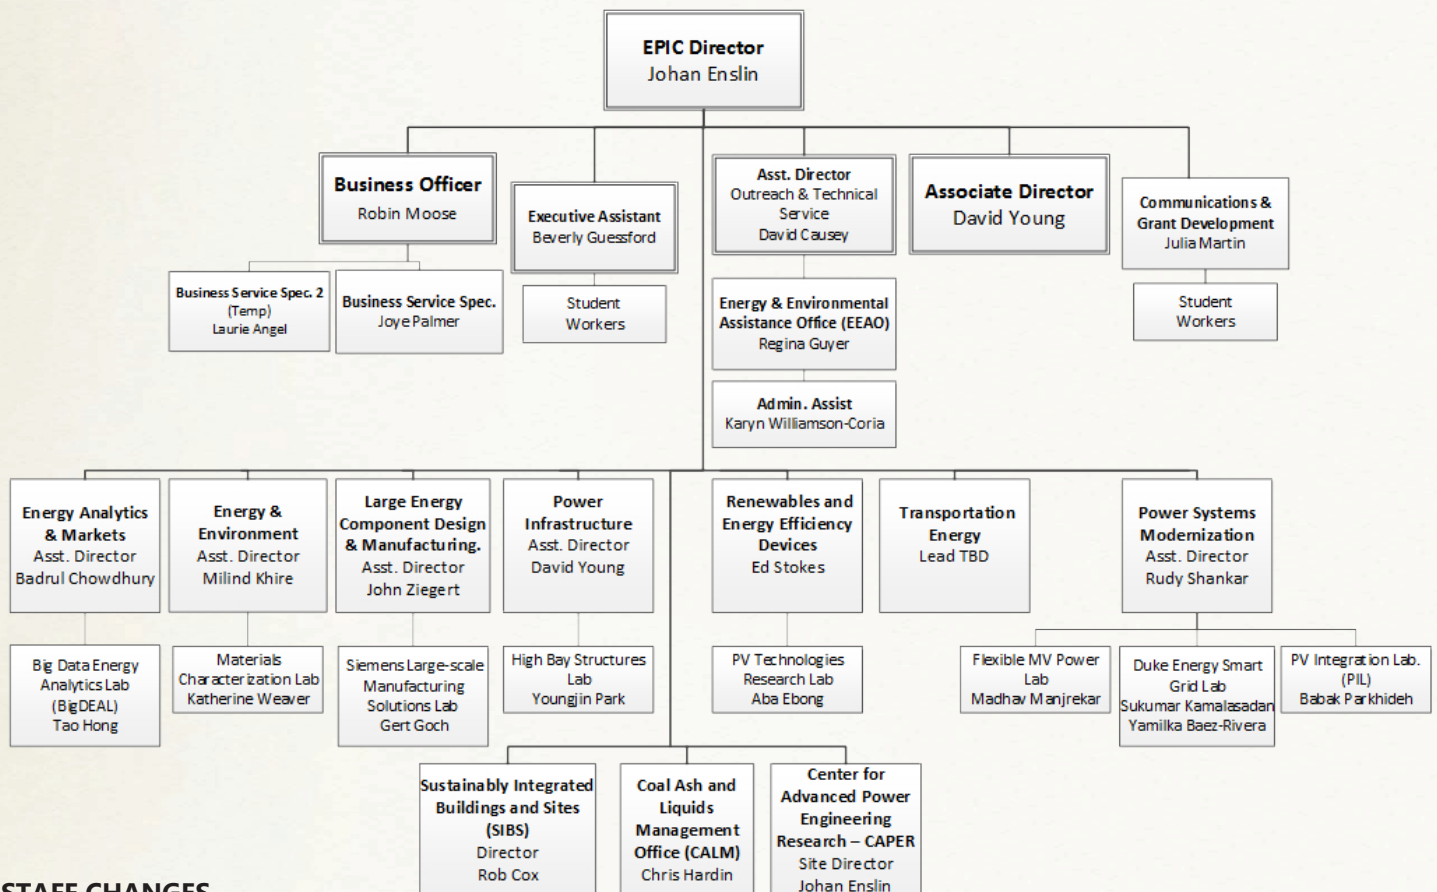 EPIC Director
Johan Enslin
Business Officer
Robin Moose
Executive Assistant
Beverly Guessford
Asst. Director
Outreach & Technical
Service
David Causey
Associate Director
David Young
Communications &
Grant Development
Julia Martin
Business Service Spec. 2
(Temp)
Laurie Angel
Business Service Spec.
Joye Palmer
Student
Workers
Energy & Environmental
Assistance Office (EEAO)
Regina Guyer
Student
Workers
Admin. Assist
Karyn Williamson-Coria
Energy Analytics
& Markets
Asst. Director
Badrul Chowdhury
Energy &
Environment
Asst. Director
Milind Khire
Large Energy
Component Design
& Manufacturing.
Asst. Director
John Ziegert
Power
Infrastructure
Asst. Director
David Young
Renewables and
Energy Efficiency
Devices
Ed Stokes
Transportation
Energy
Lead TBD
Power Systems
Modernization
Asst. Director
Rudy Shankar
Big Data Energy
Analytics Lab
(BigDEAL)
Tao Hong
Materials
Characterization Lab
Katherine Weaver
Siemens Large-scale
Manufacturing
Solutions Lab
Gert Goch
High Bay Structures
Lab
Youngjin Park
PV Technologies
Research Lab
Aba Ebong
Flexible MV Power
Lab
Madhav Manjrekar
Duke Energy Smart
Grid Lab
Sukumar Kamalasadan
Yamilka Baez-Rivera
PV Integration Lab.
(PIL)
Babak Parkhideh
Sustainably Integrated
Buildings and Sites
(SIBS)
Director
Rob Cox
Coal Ash and
Liquids
Management
Office (CALM)
Chris Hardin
Center for
Advanced Power
Engineering
Research – CAPER
Site Director
Johan Enslin
STAFF CHANGES